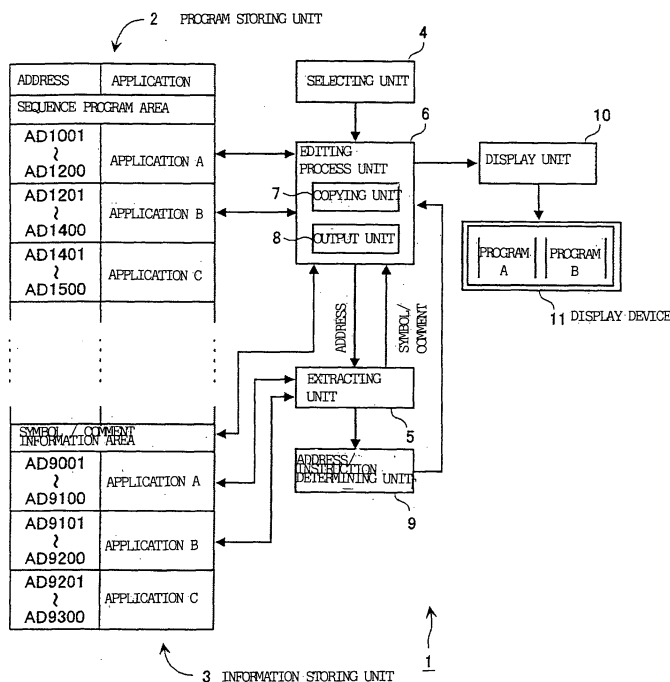 2 PROGRAM STORING UNIT
ADDRESS APPLICATION
SEQUENCE PROGRAM AREA
AD1001
~
AD1200
APPLICATION A
AD1201
~
AD1400
APPLICATION B
AD1401
~
AD1500
APPLICATION C
SYMBOL / COMMENT
INFORMATION AREA
AD9001
~
AD9100
APPLICATION A
AD9101
~
AD9200
APPLICATION B
AD9201
~
AD9300
APPLICATION C
3 INFORMATION STORING UNIT
4
SELECTING UNIT
6
EDITING
PROCESS UNIT
7
COPYING UNIT
8
OUTPUT UNIT
ADDRESS
SYMBOL/
COMMENT
EXTRACTING
UNIT
5
ADDRESS/
INSTRUCTION
DETERMINING UNIT
9
10
DISPLAY UNIT
PROGRAM
A
PROGRAM
B
11 DISPLAY DEVICE
1